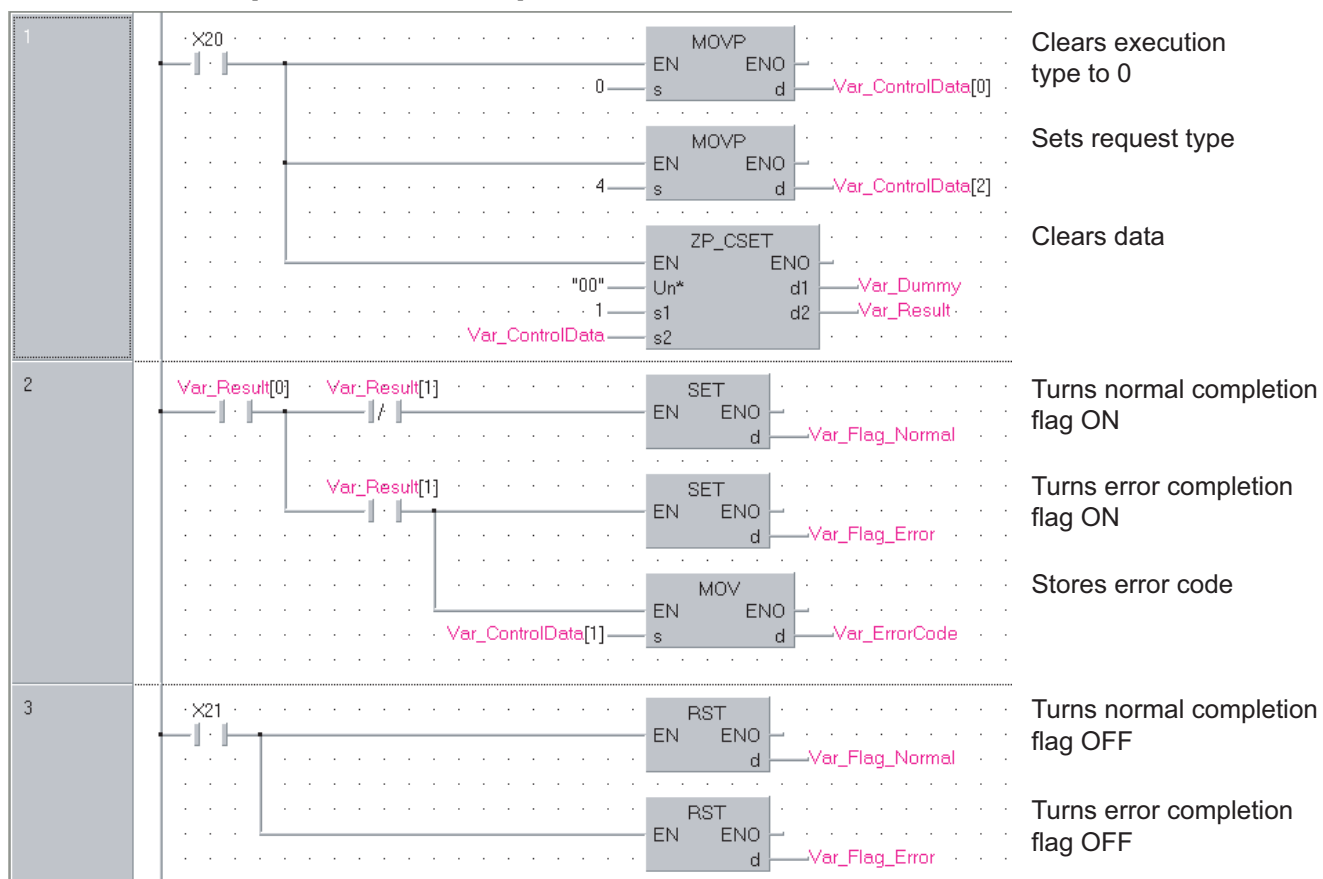 1
X20
MOVP
EN ENO
0 s d Var_ControlData[0]
Clears execution
type to 0
MOVP
EN ENO
4 s d Var_ControlData[2]
Sets request type
ZP_CSET
EN ENO
"00" Un* d1 Var_Dummy
1 s1 d2 Var_Result
Var_ControlData s2
Clears data
2
Var_Result[0] Var_Result[1]
SET
EN ENO
d Var_Flag_Normal
Turns normal completion
flag ON
Var_Result[1]
SET
EN ENO
d Var_Flag_Error
Turns error completion
flag ON
MOV
EN ENO
Var_ControlData[1] s d Var_ErrorCode
Stores error code
3
X21
RST
EN ENO
d Var_Flag_Normal
Turns normal completion
flag OFF
RST
EN ENO
d Var_Flag_Error
Turns error completion
flag OFF